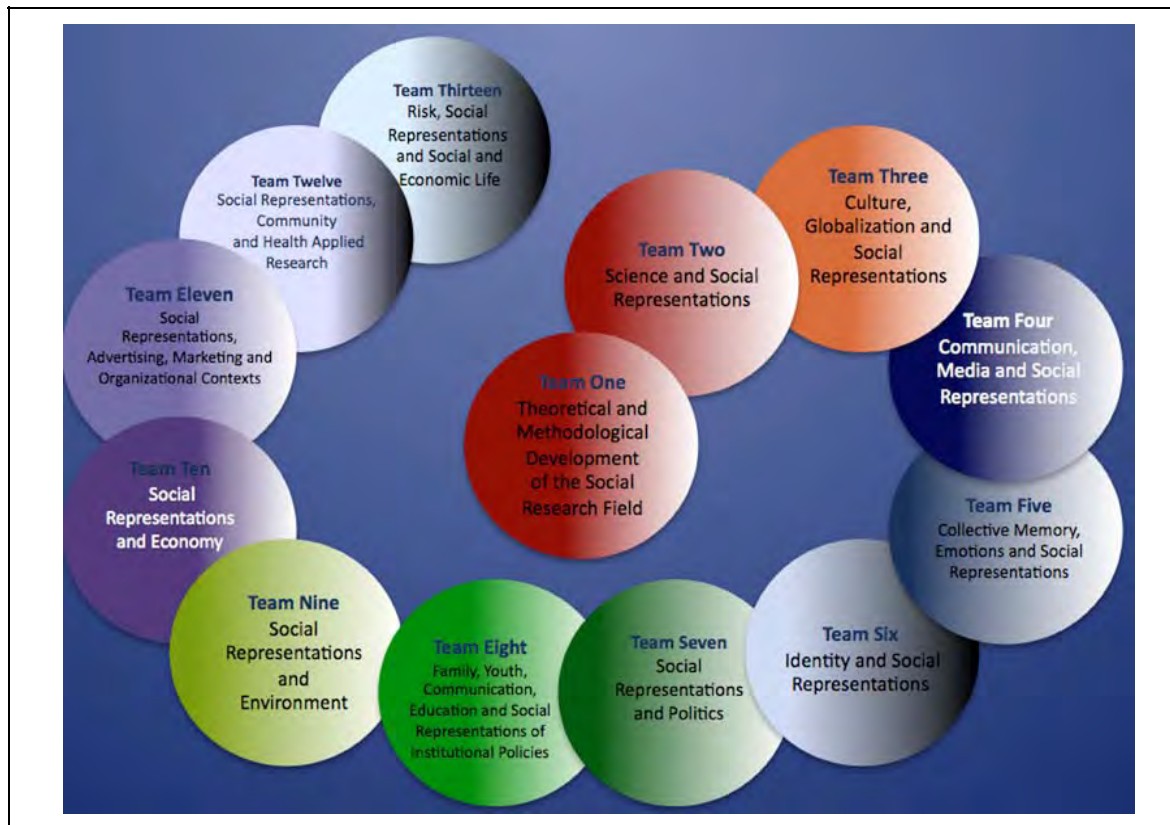 Team Thirteen
Risk, Social
Representations
and Social and
Economic Life
Team Twelve
Social Representations,
Community
and Health Applied
Research
Team Eleven
Social
Representations,
Advertising, Marketing and
Organizational Contexts
Team Ten
Social
Representations
and Economy
Team Nine
Social
Representations
and
Environment
Team Eight
Family, Youth,
Communication,
Education and Social
Representations of
Institutional Policies
Team Seven
Social
Representations
and Politics
Team Six
Identity and Social
Representations
Team Five
Collective Memory,
Emotions and Social
Representations
Team Four
Communication,
Media and Social
Representations
Team Three
Culture,
Globalization and
Social
Representations
Team Two
Science and Social
Representations
Team One
Theoretical and
Methodological
Development
of the Social
Research Field